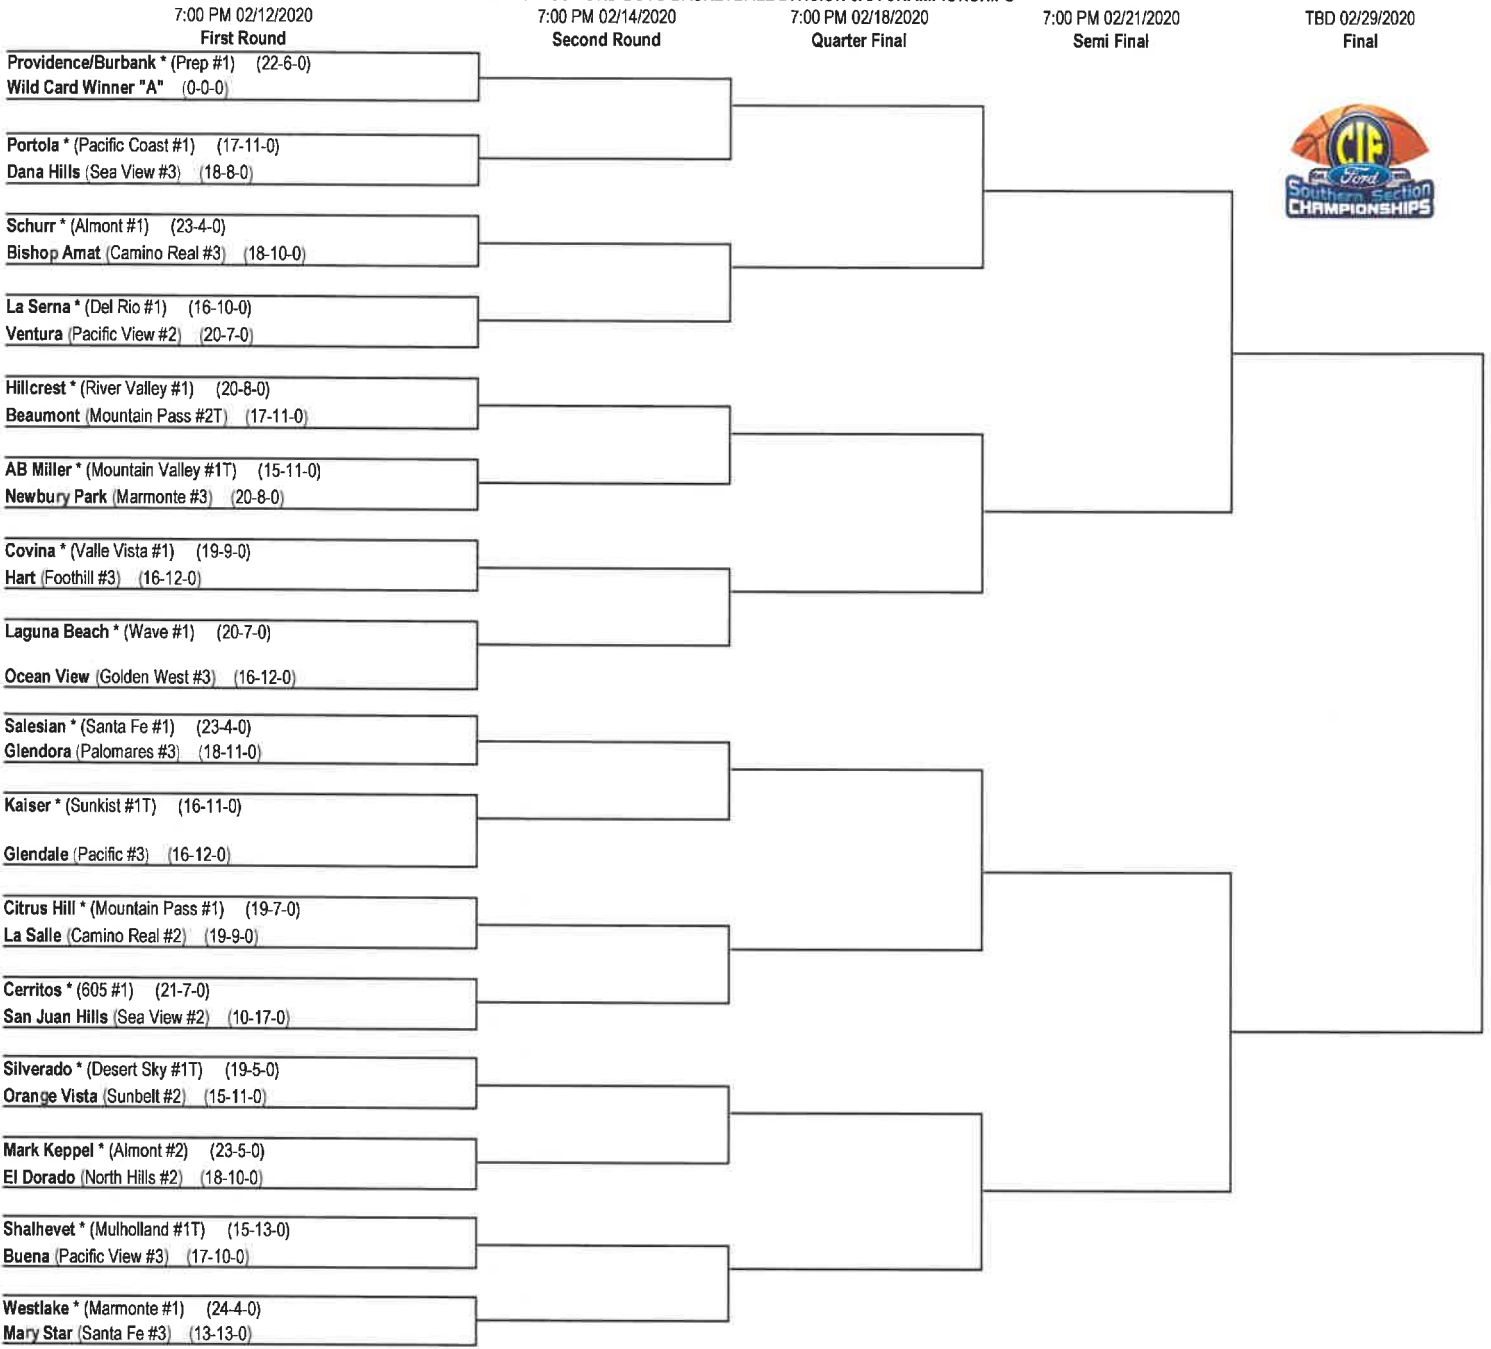 7:00 PM 02/12/2020
First Round
7:00 PM 02/14/2020
Second Round
7:00 PM 02/18/2020
Quarter Final
7:00 PM 02/21/2020
Semi Final
TBD 02/29/2020
Final
CIF
Ford
Southern Section
CHAMPIONSHIPS
Providence/Burbank * (Prep #1) (22-6-0)
Wild Card Winner "A" (0-0-0)
Portola * (Pacific Coast #1) (17-11-0)
Dana Hills (Sea View #3) (18-8-0)
Schurr * (Almont #1) (23-4-0)
Bishop Amat (Camino Real #3) (18-10-0)
La Serna * (Del Rio #1) (16-10-0)
Ventura (Pacific View #2) (20-7-0)
Hillcrest * (River Valley #1) (20-8-0)
Beaumont (Mountain Pass #2T) (17-11-0)
AB Miller * (Mountain Valley #1T) (15-11-0)
Newbury Park (Marmonte #3) (20-8-0)
Covina * (Valle Vista #1) (19-9-0)
Hart (Foothill #3) (16-12-0)
Laguna Beach * (Wave #1) (20-7-0)
Ocean View (Golden West #3) (16-12-0)
Salesian * (Santa Fe #1) (23-4-0)
Glendora (Palomares #3) (18-11-0)
Kaiser * (Sunkist #1T) (16-11-0)
Glendale (Pacific #3) (16-12-0)
Citrus Hill * (Mountain Pass #1) (19-7-0)
La Salle (Camino Real #2) (19-9-0)
Cerritos * (605 #1) (21-7-0)
San Juan Hills (Sea View #2) (10-17-0)
Silverado * (Desert Sky #1T) (19-5-0)
Orange Vista (Sunbelt #2) (15-11-0)
Mark Keppel * (Almont #2) (23-5-0)
El Dorado (North Hills #2) (18-10-0)
Shalhevet * (Mulholland #1T) (15-13-0)
Buena (Pacific View #3) (17-10-0)
Westlake * (Marmonte #1) (24-4-0)
Mary Star (Santa Fe #3) (13-13-0)